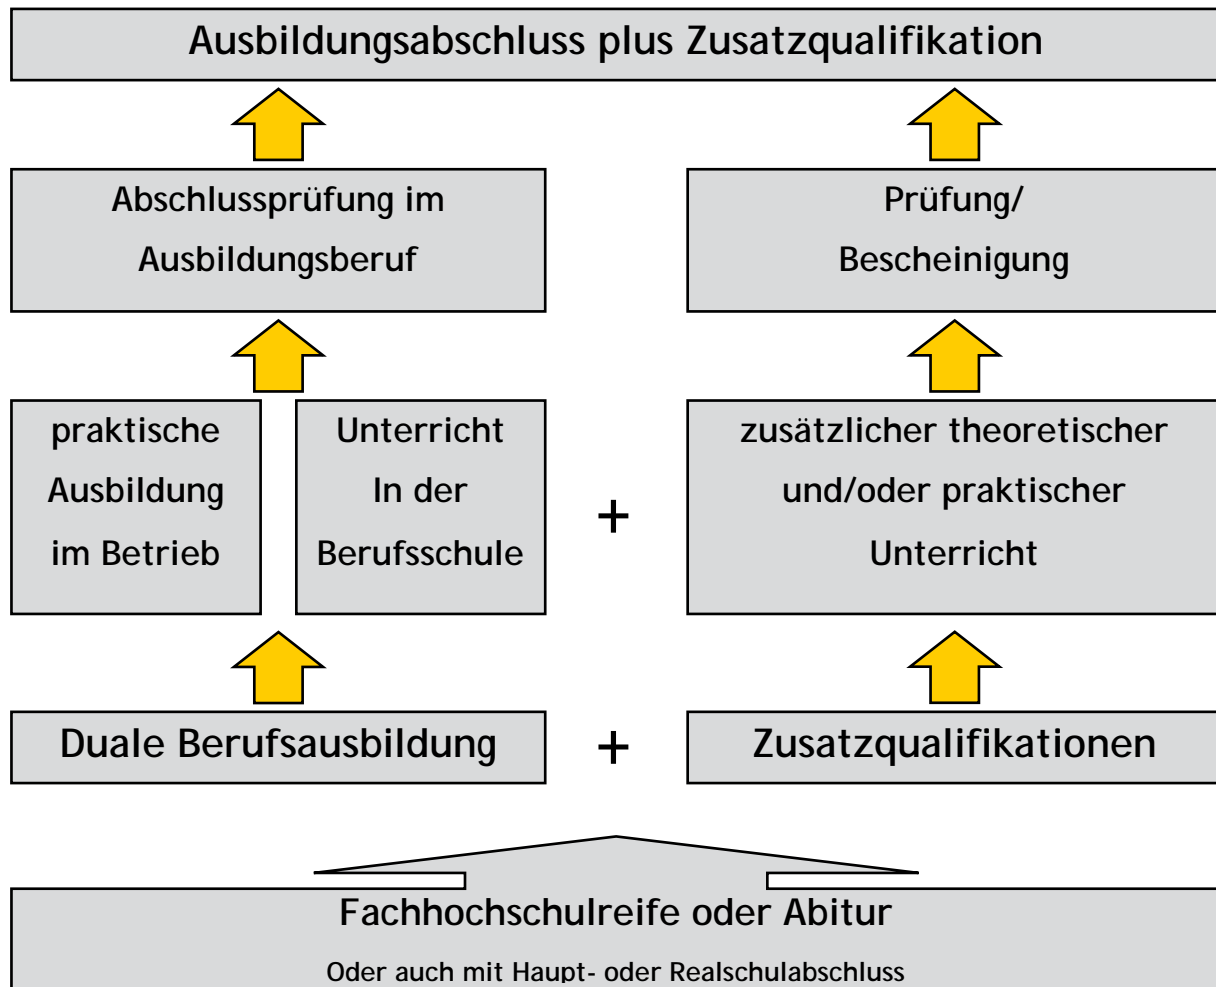 Ausbildungsabschluss plus Zusatzqualifikation
Abschlussprüfung im
Ausbildungsberuf
Prüfung/
Bescheinigung
praktische
Ausbildung
im Betrieb
Unterricht
In der
Berufsschule
+
zusätzlicher theoretischer
und/oder praktischer
Unterricht
Duale Berufsausbildung
+
Zusatzqualifikationen
Fachhochschulreife oder Abitur
Oder auch mit Haupt- oder Realschulabschluss